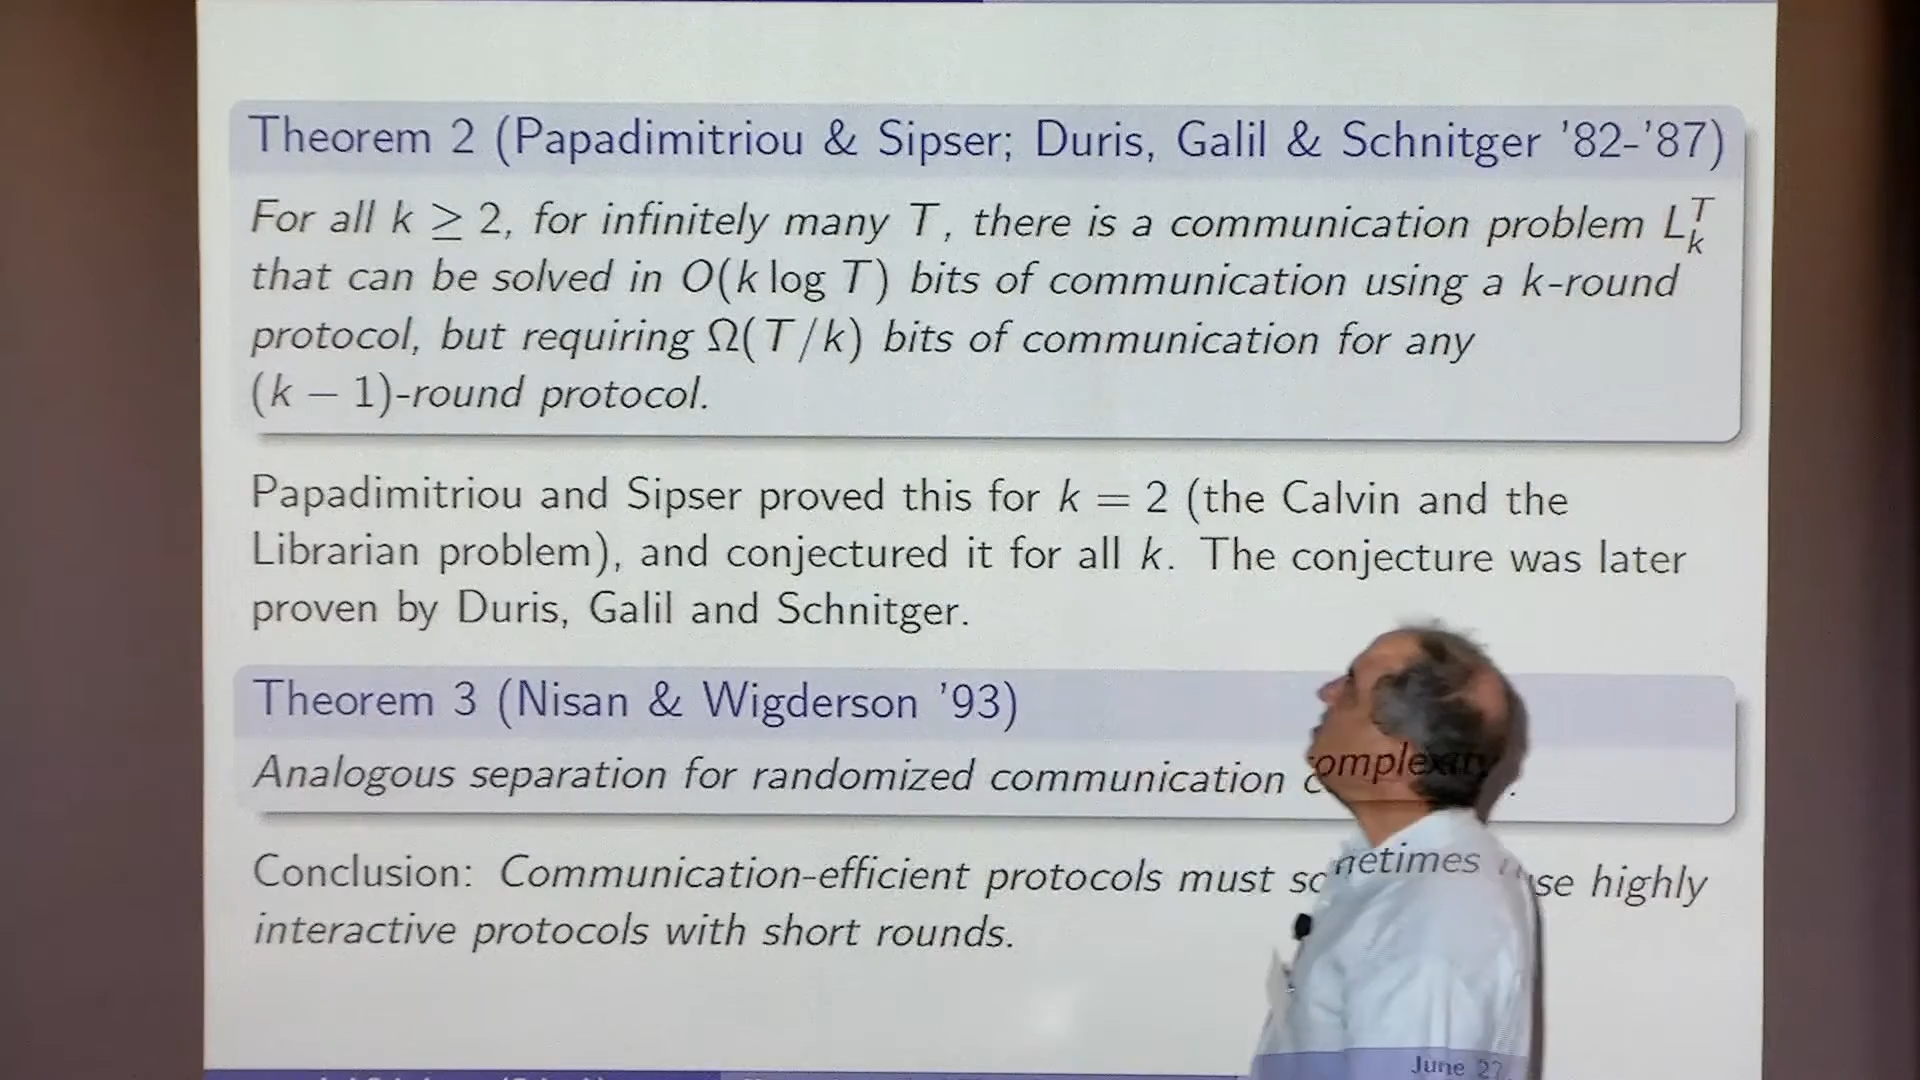 Theorem 2 (Papadimitriou & Sipser; Duris, Galil & Schnitger '82-'87)
For all k ≥ 2, for infinitely many T, there is a communication problem L_k^T
that can be solved in O(k log T) bits of communication using a k-round
protocol, but requiring Ω(T/k) bits of communication for any
(k − 1)-round protocol.
Papadimitriou and Sipser proved this for k = 2 (the Calvin and the
Librarian problem), and conjectured it for all k. The conjecture was later
proven by Duris, Galil and Schnitger.
Theorem 3 (Nisan & Wigderson '93)
Analogous separation for randomized communication complexity.
Conclusion: Communication-efficient protocols must sometimes use highly
interactive protocols with short rounds.
June